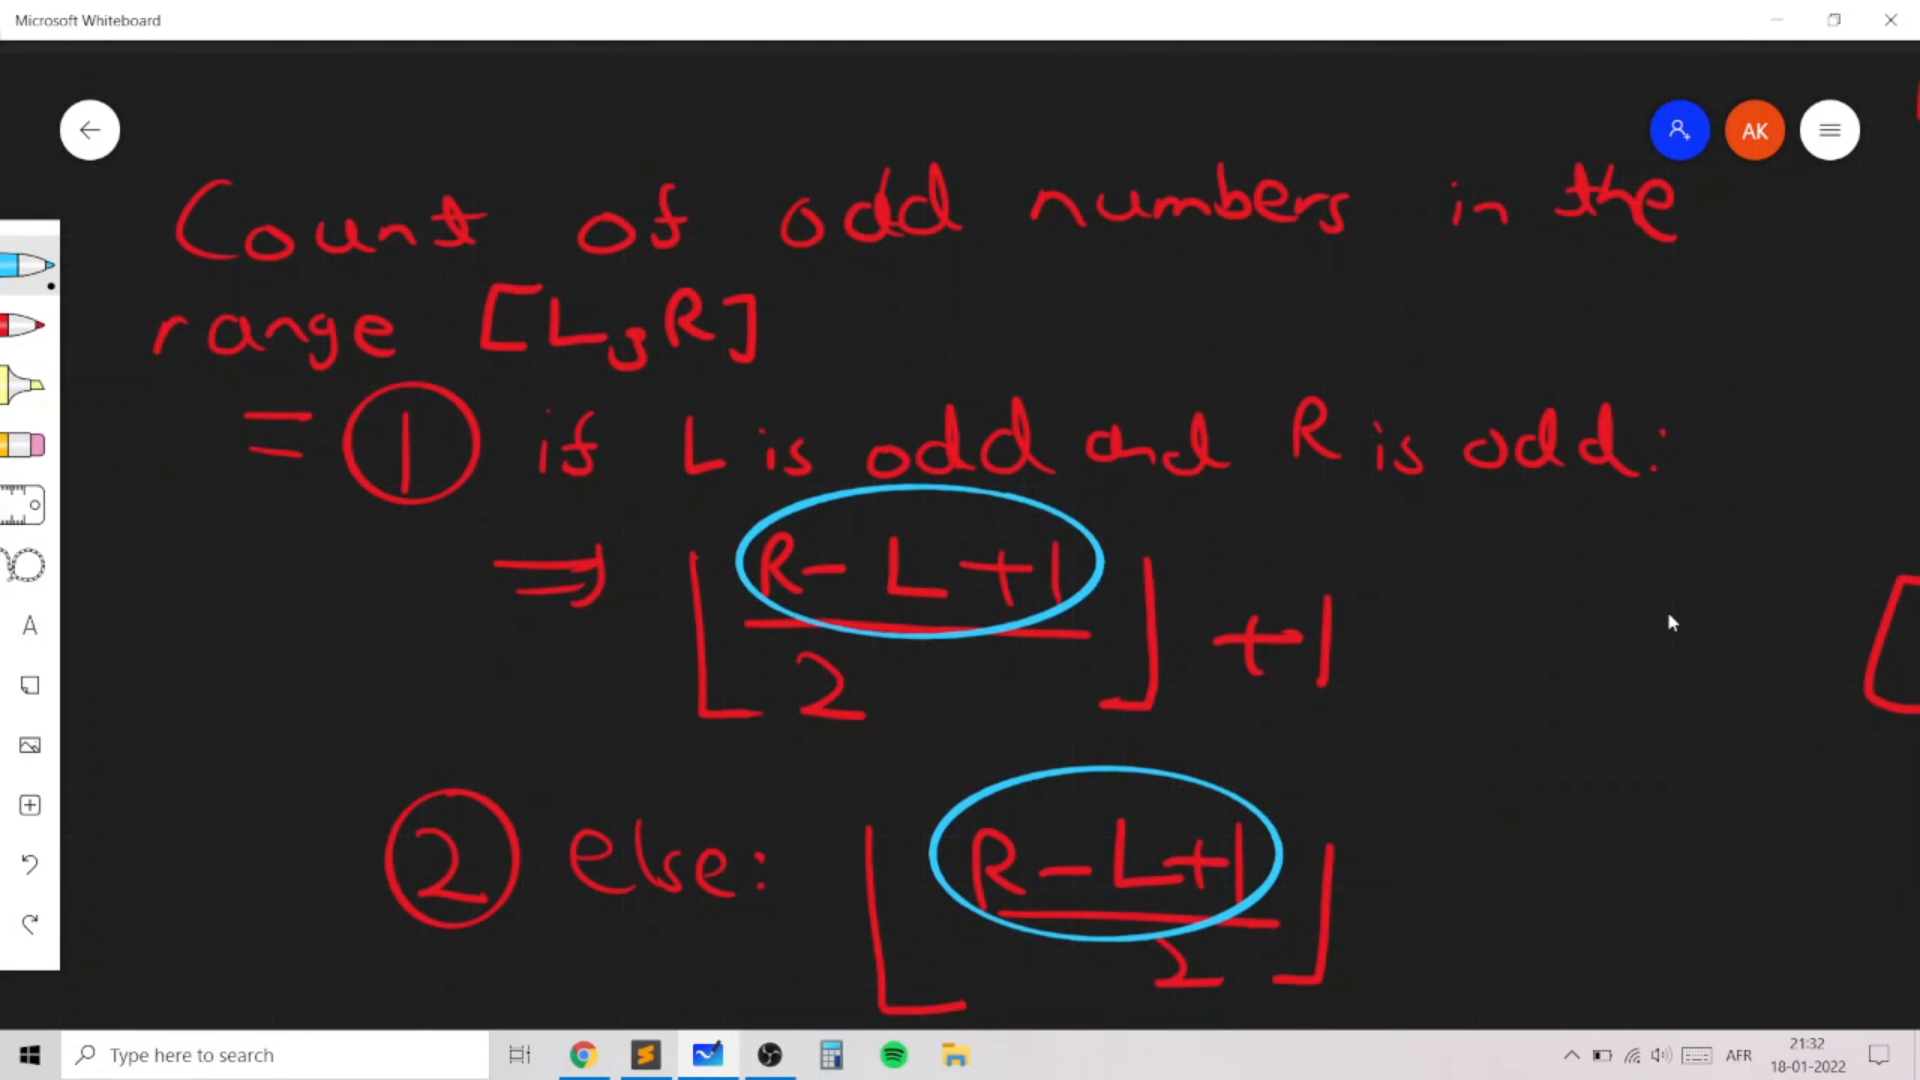 Microsoft Whiteboard
AK
Count of odd numbers in the
range [L, R]
= ① if L is odd and R is odd:
⇒ ⌊(R-L+1)/2⌋ +1
② else: ⌊(R-L+1)/2⌋
A
Type here to search
AFR
21:32
18-01-2022